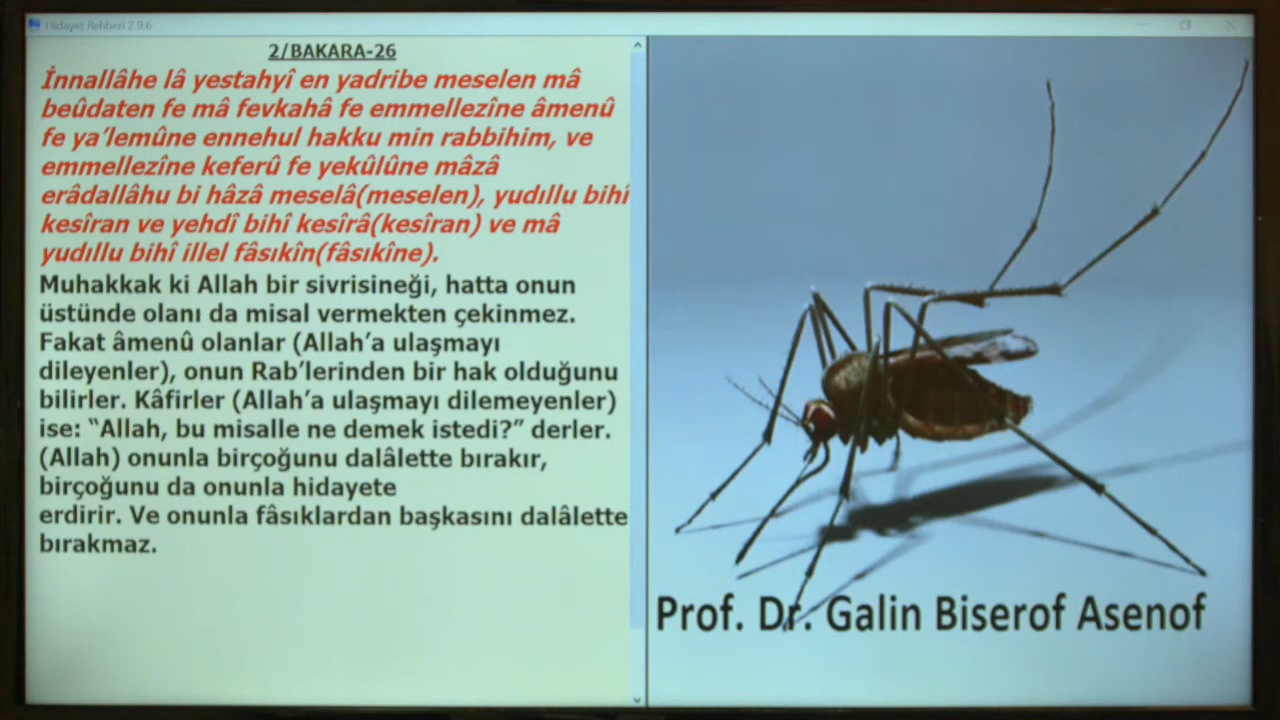 Hidayet Rehberi 2.9.6
2/BAKARA-26
İnnallâhe lâ yestahyî en yadribe meselen mâ
beûdaten fe mâ fevkahâ fe emmellezîne âmenû
fe ya’lemûne ennehul hakku min rabbihim, ve
emmellezîne keferû fe yekûlûne mâzâ
erâdallâhu bi hâzâ meselâ(meselen), yudıllu bihî
kesîran ve yehdî bihî kesîrâ(kesîran) ve mâ
yudıllu bihî illel fâsıkîn(fâsıkîne).
Muhakkak ki Allah bir sivrisineği, hatta onun
üstünde olanı da misal vermekten çekinmez.
Fakat âmenû olanlar (Allah’a ulaşmayı
dileyenler), onun Rab’lerinden bir hak olduğunu
bilirler. Kâfirler (Allah’a ulaşmayı dilemeyenler)
ise: “Allah, bu misalle ne demek istedi?” derler.
(Allah) onunla birçoğunu dalâlette bırakır,
birçoğunu da onunla hidayete
erdirir. Ve onunla fâsıklardan başkasını dalâlette
bırakmaz.
Prof. Dr. Galin Biserof Asenof